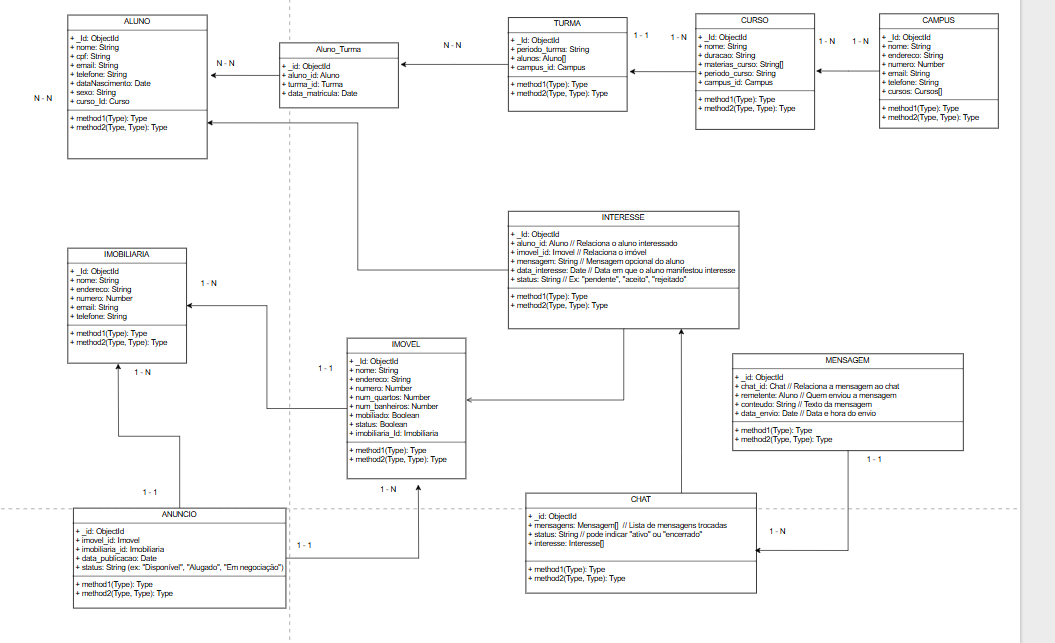 ALUNO
+ _Id: ObjectId
+ nome: String
+ cpf: String
+ email: String
+ telefone: String
+ dataNascimento: Date
+ sexo: String
+ curso_Id: Curso
+ method1(Type): Type
+ method2(Type, Type): Type
N - N
N - N
Aluno_Turma
+ _id: ObjectId
+ aluno_id: Aluno
+ turma_id: Turma
+ data_matricula: Date
N - N
TURMA
+ _Id: ObjectId
+ periodo_turma: String
+ alunos: Aluno[]
+ campus_id: Campus
+ method1(Type): Type
+ method2(Type, Type): Type
1 - 1
1 - N
CURSO
+ _Id: ObjectId
+ nome: String
+ duracao: String
+ materias_curso: String[]
+ periodo_curso: String
+ campus_id: Campus
+ method1(Type): Type
+ method2(Type, Type): Type
1 - N
1 - N
CAMPUS
+ _Id: ObjectId
+ nome: String
+ endereco: String
+ numero: Number
+ email: String
+ telefone: String
+ cursos: Cursos[]
+ method1(Type): Type
+ method2(Type, Type): Type
INTERESSE
+ _Id: ObjectId
+ aluno_id: Aluno // Relaciona o aluno interessado
+ imovel_id: Imovel // Relaciona o imóvel
+ mensagem: String // Mensagem opcional do aluno
+ data_interesse: Date // Data em que o aluno manifestou interesse
+ status: String // Ex: "pendente", "aceito", "rejeitado"
+ method1(Type): Type
+ method2(Type, Type): Type
IMOBILIARIA
+ _Id: ObjectId
+ nome: String
+ endereco: String
+ numero: Number
+ email: String
+ telefone: String
+ method1(Type): Type
+ method2(Type, Type): Type
1 - N
1 - N
1 - 1
IMOVEL
+ _Id: ObjectId
+ nome: String
+ endereco: String
+ numero: Number
+ num_quartos: Number
+ num_banheiros: Number
+ mobiliado: Boolean
+ status: Boolean
+ imobiliaria_Id: Imobiliaria
+ method1(Type): Type
+ method2(Type, Type): Type
1 - N
MENSAGEM
+ _id: ObjectId
+ chat_id: Chat // Relaciona a mensagem ao chat
+ remetente: Aluno // Quem enviou a mensagem
+ conteudo: String // Texto da mensagem
+ data_envio: Date // Data e hora do envio
+ method1(Type): Type
+ method2(Type, Type): Type
1 - 1
1 - 1
ANUNCIO
+ _id: ObjectId
+ imovel_id: Imovel
+ imobiliaria_id: Imobiliaria
+ data_publicacao: Date
+ status: String (ex: "Disponível", "Alugado", "Em negociação")
+ method1(Type): Type
+ method2(Type, Type): Type
1 - 1
CHAT
+ _id: ObjectId
+ mensagens: Mensagem[] // Lista de mensagens trocadas
+ status: String // pode indicar "ativo" ou "encerrado"
+ interesse: Interesse[]
+ method1(Type): Type
+ method2(Type, Type): Type
1 - N